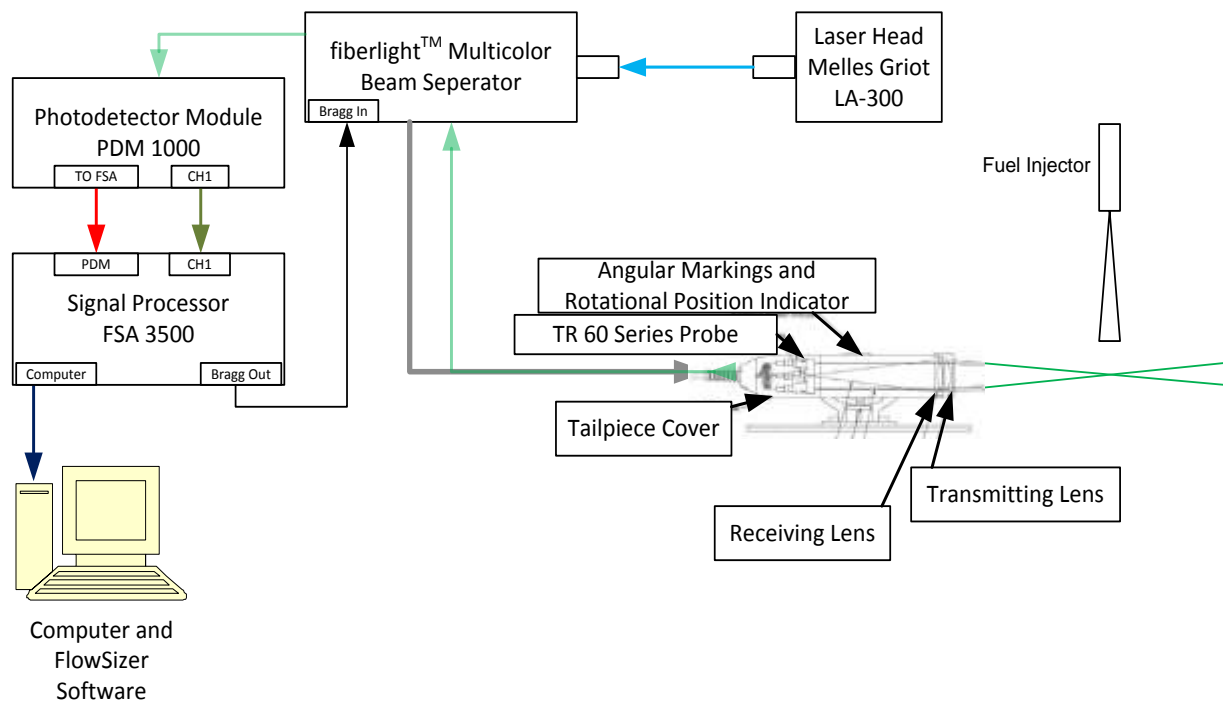 fiberlight™ Multicolor
Beam Seperator
Bragg In
Laser Head
Melles Griot
LA-300
Photodetector Module
PDM 1000
TO FSA
CH1
Fuel Injector
PDM
CH1
Signal Processor
FSA 3500
Computer
Bragg Out
Angular Markings and
Rotational Position Indicator
TR 60 Series Probe
Tailpiece Cover
Transmitting Lens
Receiving Lens
Computer and
FlowSizer
Software